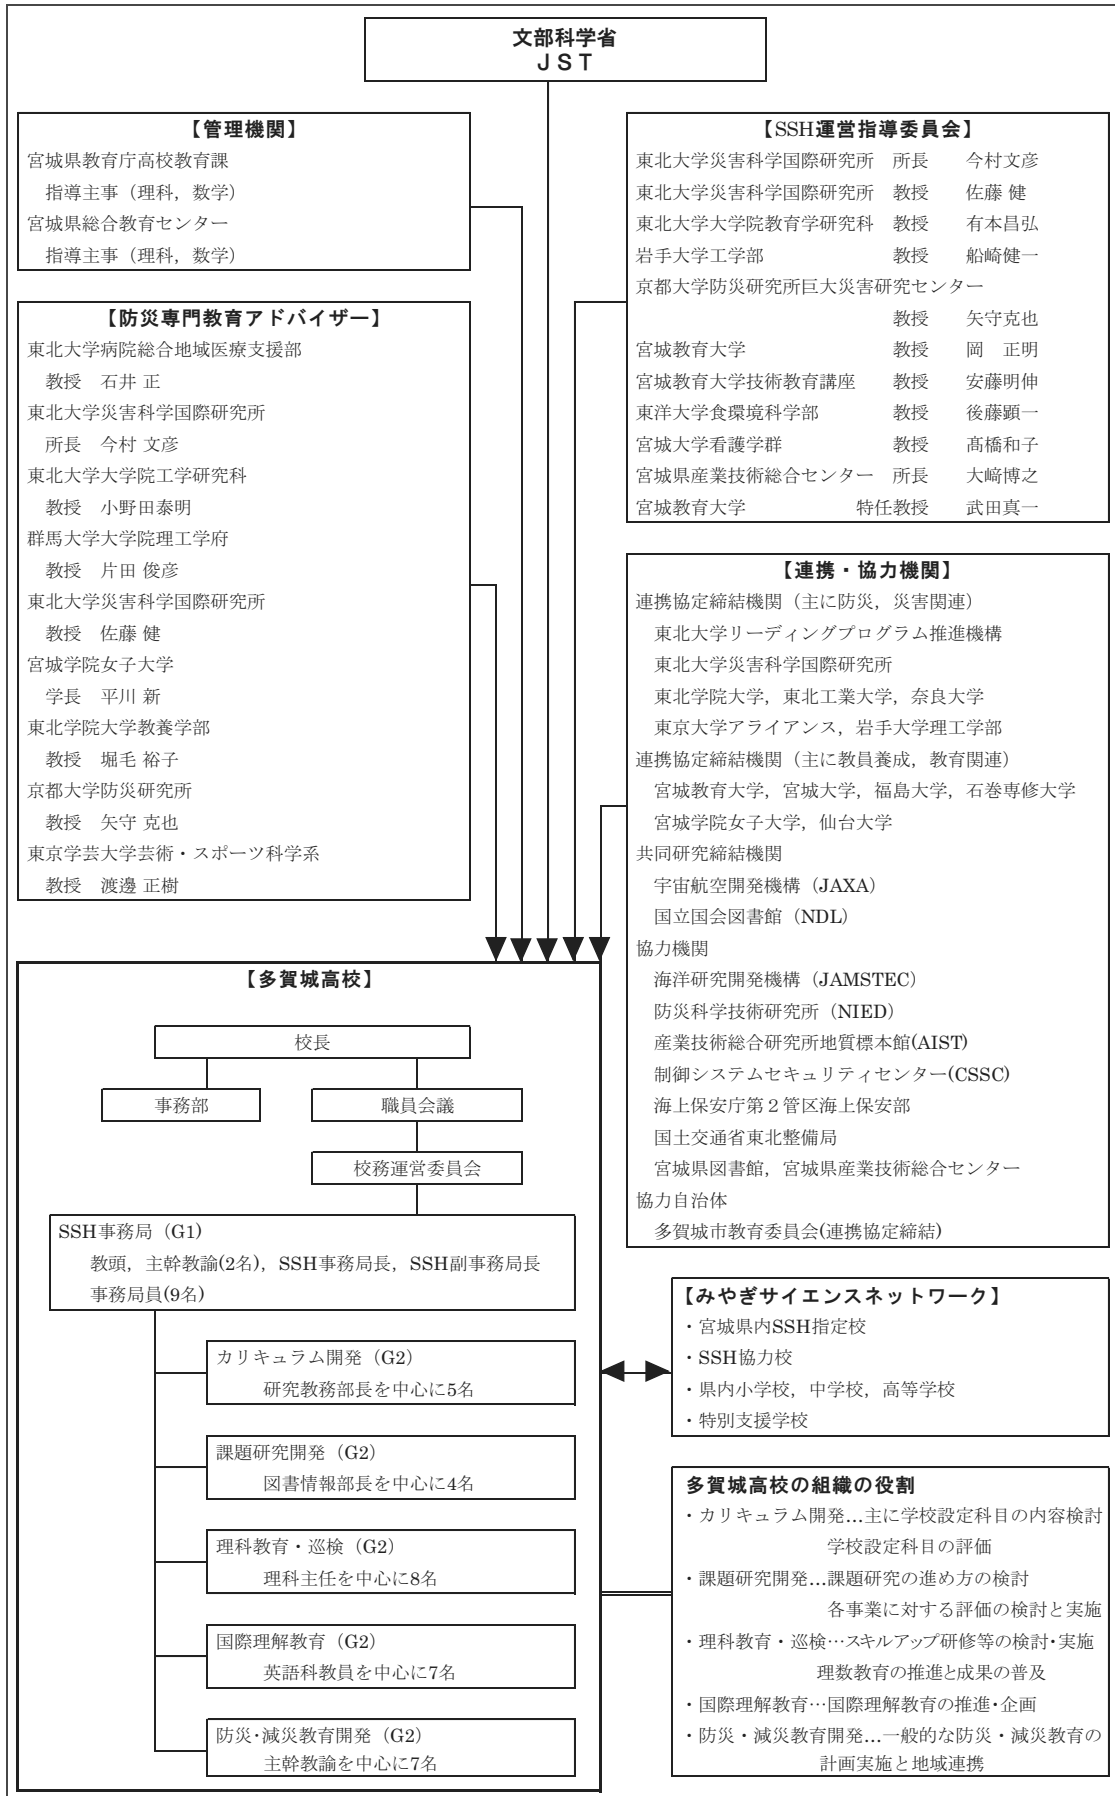 文部科学省
ＪＳＴ
【管理機関】
宮城県教育庁高校教育課
指導主事（理科，数学）
宮城県総合教育センター
指導主事（理科，数学）
【防災専門教育アドバイザー】
東北大学病院総合地域医療支援部
教授　石井 正
東北大学災害科学国際研究所
所長　今村 文彦
東北大学大学院工学研究科
教授　小野田泰明
群馬大学大学院理工学府
教授　片田 俊彦
東北大学災害科学国際研究所
教授　佐藤 健
宮城学院女子大学
学長　平川 新
東北学院大学教養学部
教授　堀毛 裕子
京都大学防災研究所
教授　矢守 克也
東京学芸大学芸術・スポーツ科学系
教授　渡邊 正樹
【SSH運営指導委員会】
東北大学災害科学国際研究所　所長　今村文彦
東北大学災害科学国際研究所　教授　佐藤 健
東北大学大学院教育学研究科　教授　有本昌弘
岩手大学工学部　教授　船崎健一
京都大学防災研究所巨大災害研究センター
教授　矢守克也
宮城教育大学　教授　岡　正明
宮城教育大学技術教育講座　教授　安藤明伸
東洋大学食環境科学部　教授　後藤顕一
宮城大学看護学群　教授　髙橋和子
宮城県産業技術総合センター　所長　大﨑博之
宮城教育大学　特任教授　武田真一
【連携・協力機関】
連携協定締結機関（主に防災，災害関連）
東北大学リーディングプログラム推進機構
東北大学災害科学国際研究所
東北学院大学，東北工業大学，奈良大学
東京大学アライアンス，岩手大学理工学部
連携協定締結機関（主に教員養成，教育関連）
宮城教育大学，宮城大学，福島大学，石巻専修大学
宮城学院女子大学，仙台大学
共同研究締結機関
宇宙航空開発機構（JAXA）
国立国会図書館（NDL）
協力機関
海洋研究開発機構（JAMSTEC）
防災科学技術研究所（NIED）
産業技術総合研究所地質標本館(AIST)
制御システムセキュリティセンター(CSSC)
海上保安庁第２管区海上保安部
国土交通省東北整備局
宮城県図書館，宮城県産業技術総合センター
協力自治体
多賀城市教育委員会(連携協定締結)
【多賀城高校】
校長
事務部
職員会議
校務運営委員会
SSH事務局（G1）
教頭，主幹教諭(2名)，SSH事務局長，SSH副事務局長
事務局員(9名)
カリキュラム開発（G2）
研究教務部長を中心に5名
課題研究開発（G2）
図書情報部長を中心に4名
理科教育・巡検（G2）
理科主任を中心に8名
国際理解教育（G2）
英語科教員を中心に7名
防災･減災教育開発（G2）
主幹教諭を中心に7名
【みやぎサイエンスネットワーク】
・宮城県内SSH指定校
・SSH協力校
・県内小学校，中学校，高等学校
・特別支援学校
多賀城高校の組織の役割
・カリキュラム開発…主に学校設定科目の内容検討
学校設定科目の評価
・課題研究開発…課題研究の進め方の検討
各事業に対する評価の検討と実施
・理科教育・巡検…スキルアップ研修等の検討･実施
理数教育の推進と成果の普及
・国際理解教育…国際理解教育の推進･企画
・防災・減災教育開発…一般的な防災・減災教育の
計画実施と地域連携